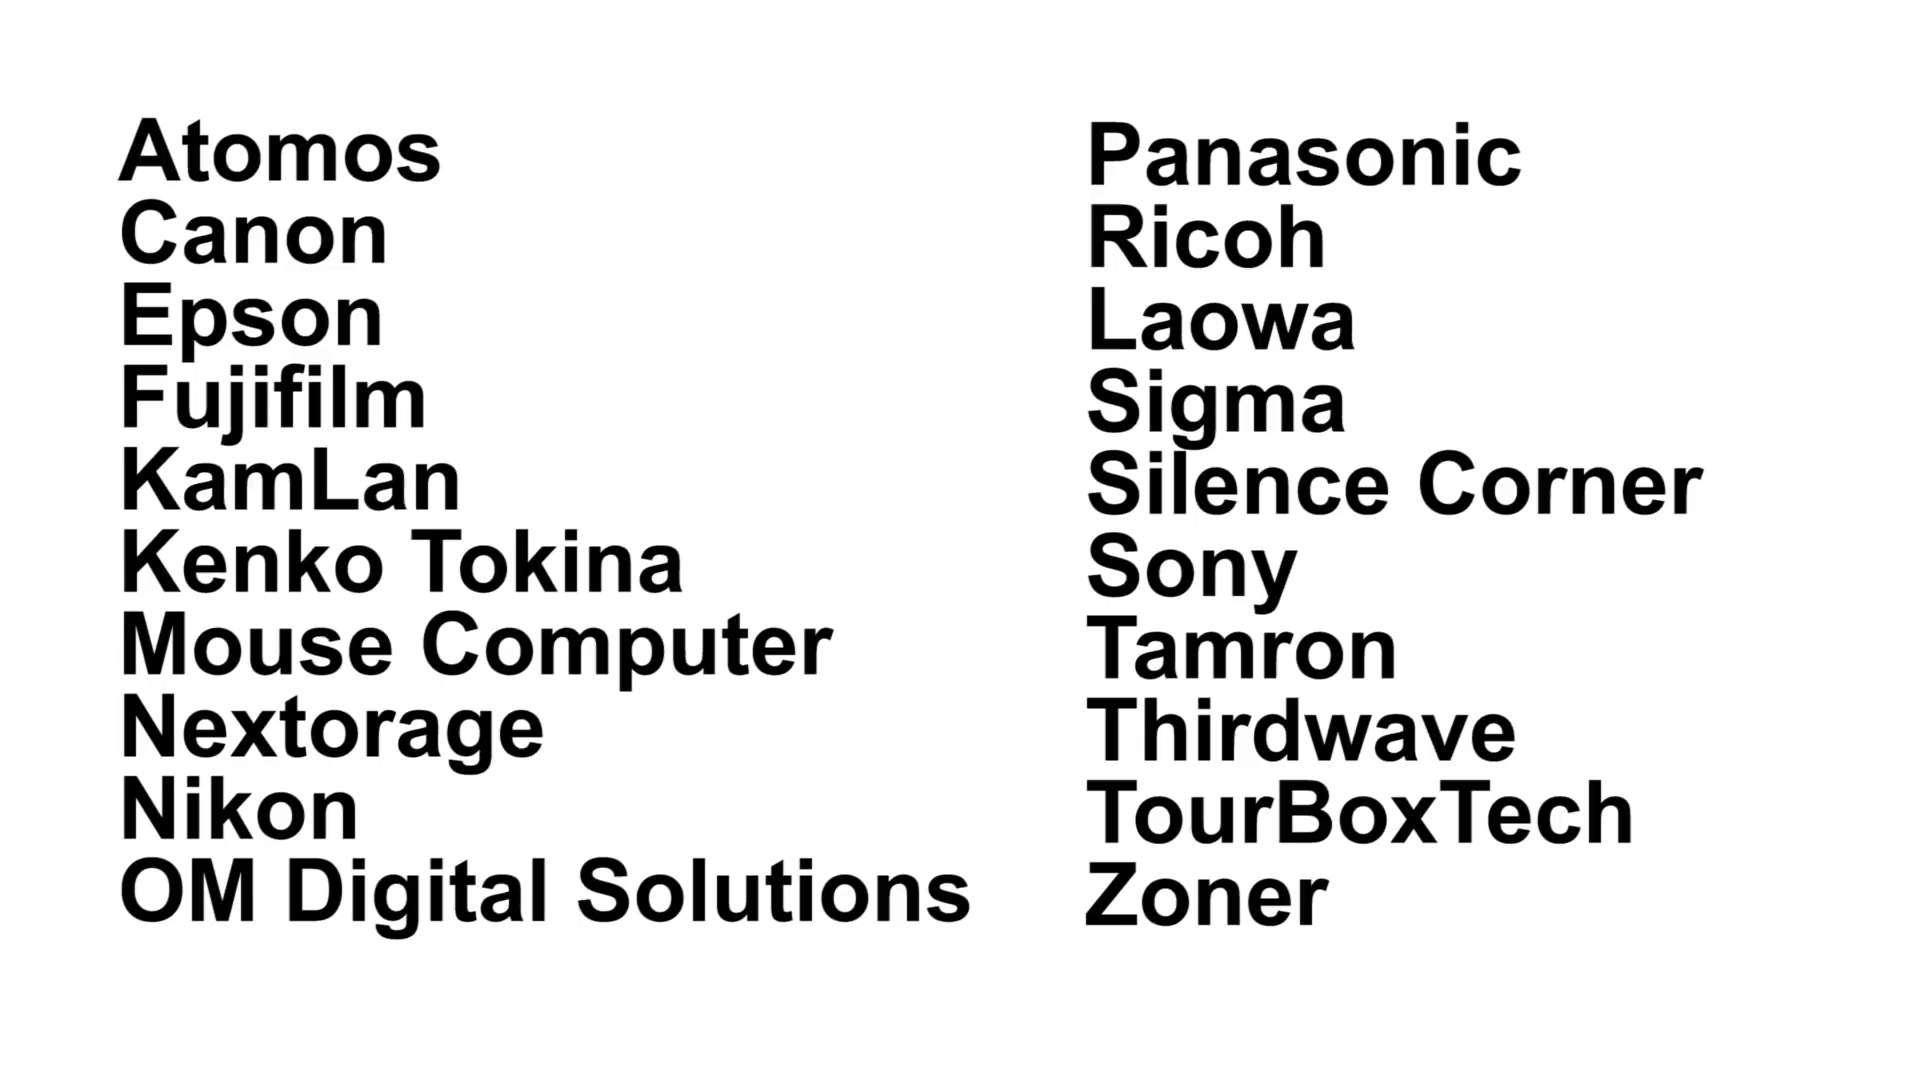 Atomos
Canon
Epson
Fujifilm
KamLan
Kenko Tokina
Mouse Computer
Nextorage
Nikon
OM Digital Solutions
Panasonic
Ricoh
Laowa
Sigma
Silence Corner
Sony
Tamron
Thirdwave
TourBoxTech
Zoner